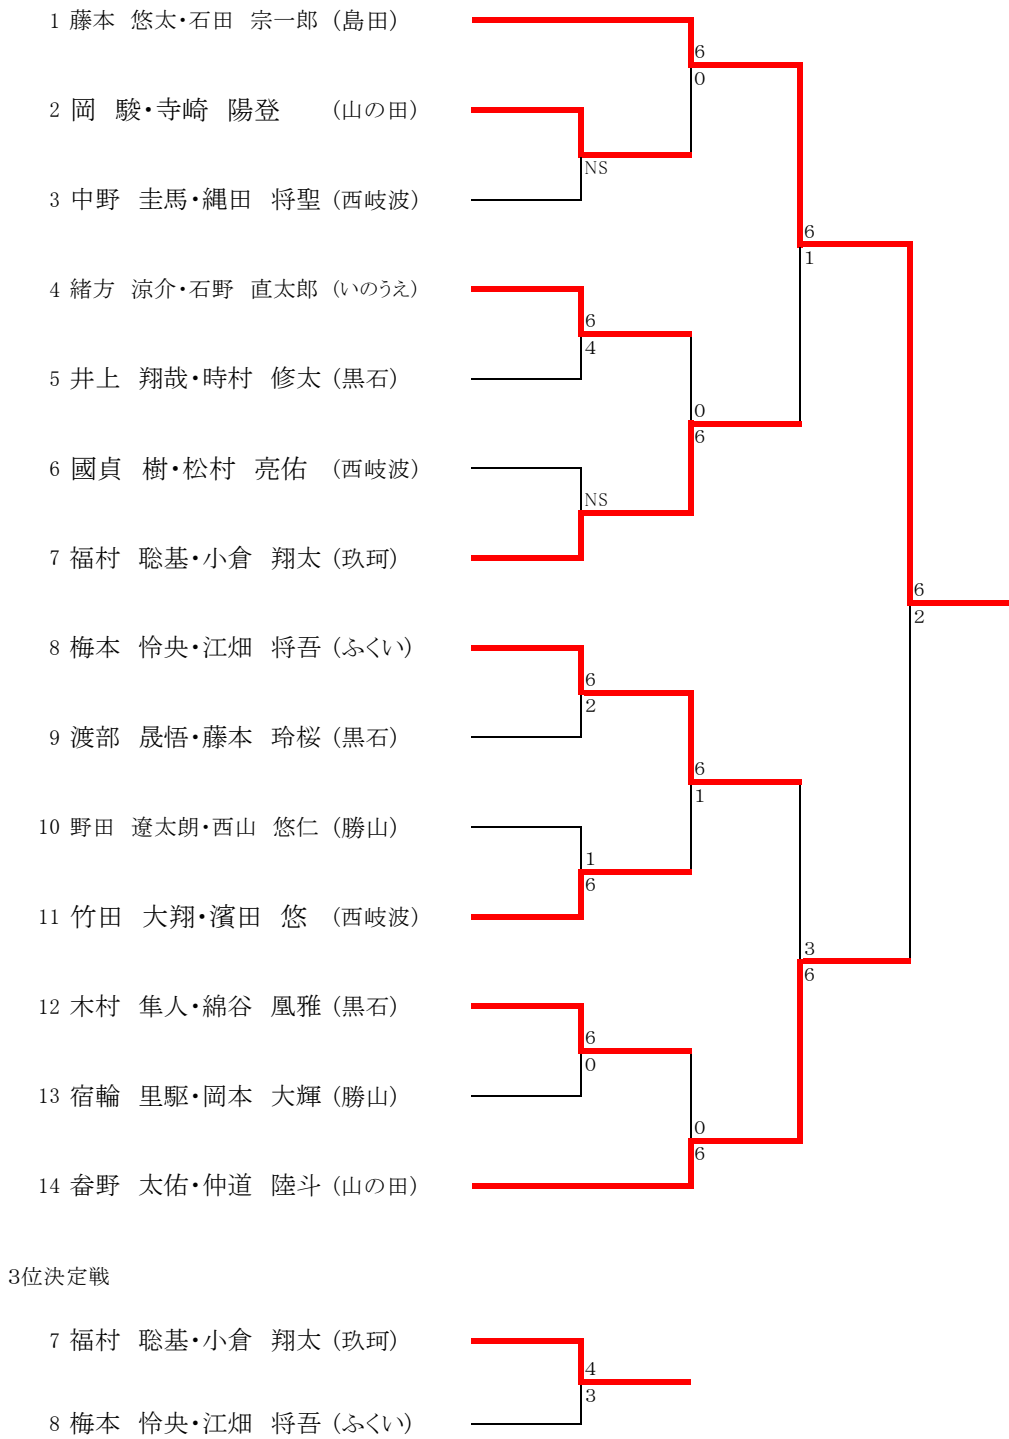 1 藤本　悠太・石田　宗一郎 (島田)
6
0
2 岡　駿・寺崎　陽登 (山の田)
NS
3 中野　圭馬・縄田　将聖 (西岐波)
6
1
4 緒方　涼介・石野　直太郎 (いのうえ)
6
4
5 井上　翔哉・時村　修太 (黒石)
0
6
6 國貞　樹・松村　亮佑 (西岐波)
NS
7 福村　聡基・小倉　翔太 (玖珂)
6
2
8 梅本　怜央・江畑　将吾 (ふくい)
6
2
9 渡部　晟悟・藤本　玲桜 (黒石)
6
1
10 野田　遼太朗・西山　悠仁 (勝山)
1
6
11 竹田　大翔・濱田　悠 (西岐波)
3
6
12 木村　隼人・綿谷　凰雅 (黒石)
6
0
13 宿輪　里駆・岡本　大輝 (勝山)
0
6
14 畚野　太佑・仲道　陸斗 (山の田)
3位決定戦
7 福村　聡基・小倉　翔太 (玖珂)
4
3
8 梅本　怜央・江畑　将吾 (ふくい)